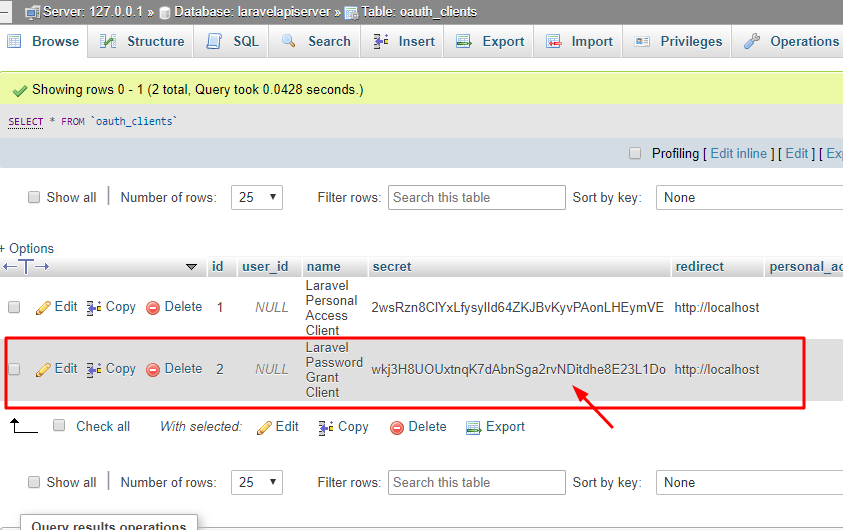 Server: 127.0.0.1 » Database: laravelapiserver » Table: oauth_clients
Browse Structure SQL Search Insert Export Import Privileges Operations
Showing rows 0 - 1 (2 total, Query took 0.0428 seconds.)
SELECT * FROM `oauth_clients`
Profiling [ Edit inline ] [ Edit ] [ Ex
Show all Number of rows: 25 Filter rows: Search this table Sort by key: None
+ Options
id user_id name secret redirect personal_ac
Laravel
Personal
Access
Client
Edit Copy Delete 1 NULL 2wsRzn8ClYxLfysylId64ZKJBvKyvPAonLHEymVE http://localhost
Laravel
Password
Grant
Client
Edit Copy Delete 2 NULL wkj3H8UOUxtnqK7dAbnSga2rvNDitdhe8E23L1Do http://localhost
Check all With selected: Edit Copy Delete Export
Show all Number of rows: 25 Filter rows: Search this table Sort by key: None
Query results operations